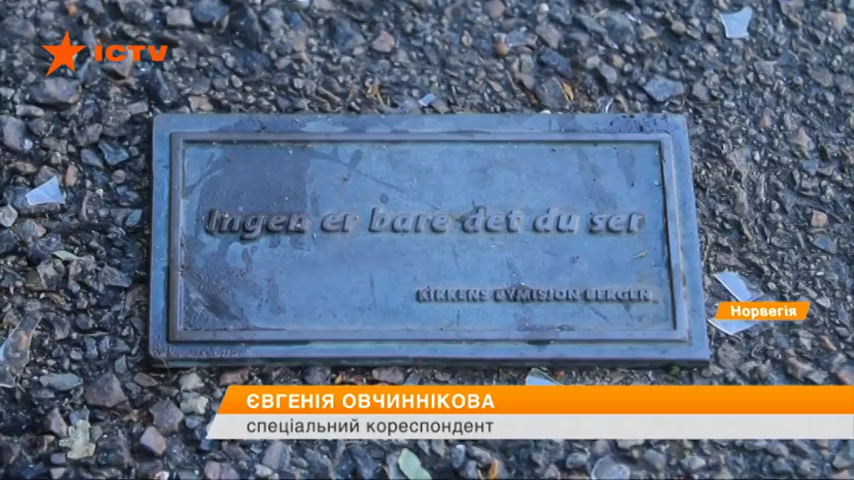 ICTV
Ingen er bare det du ser
KIRKENS BYMISJON BERGEN
Норвегія
ЄВГЕНІЯ ОВЧИННІКОВА
спеціальний кореспондент